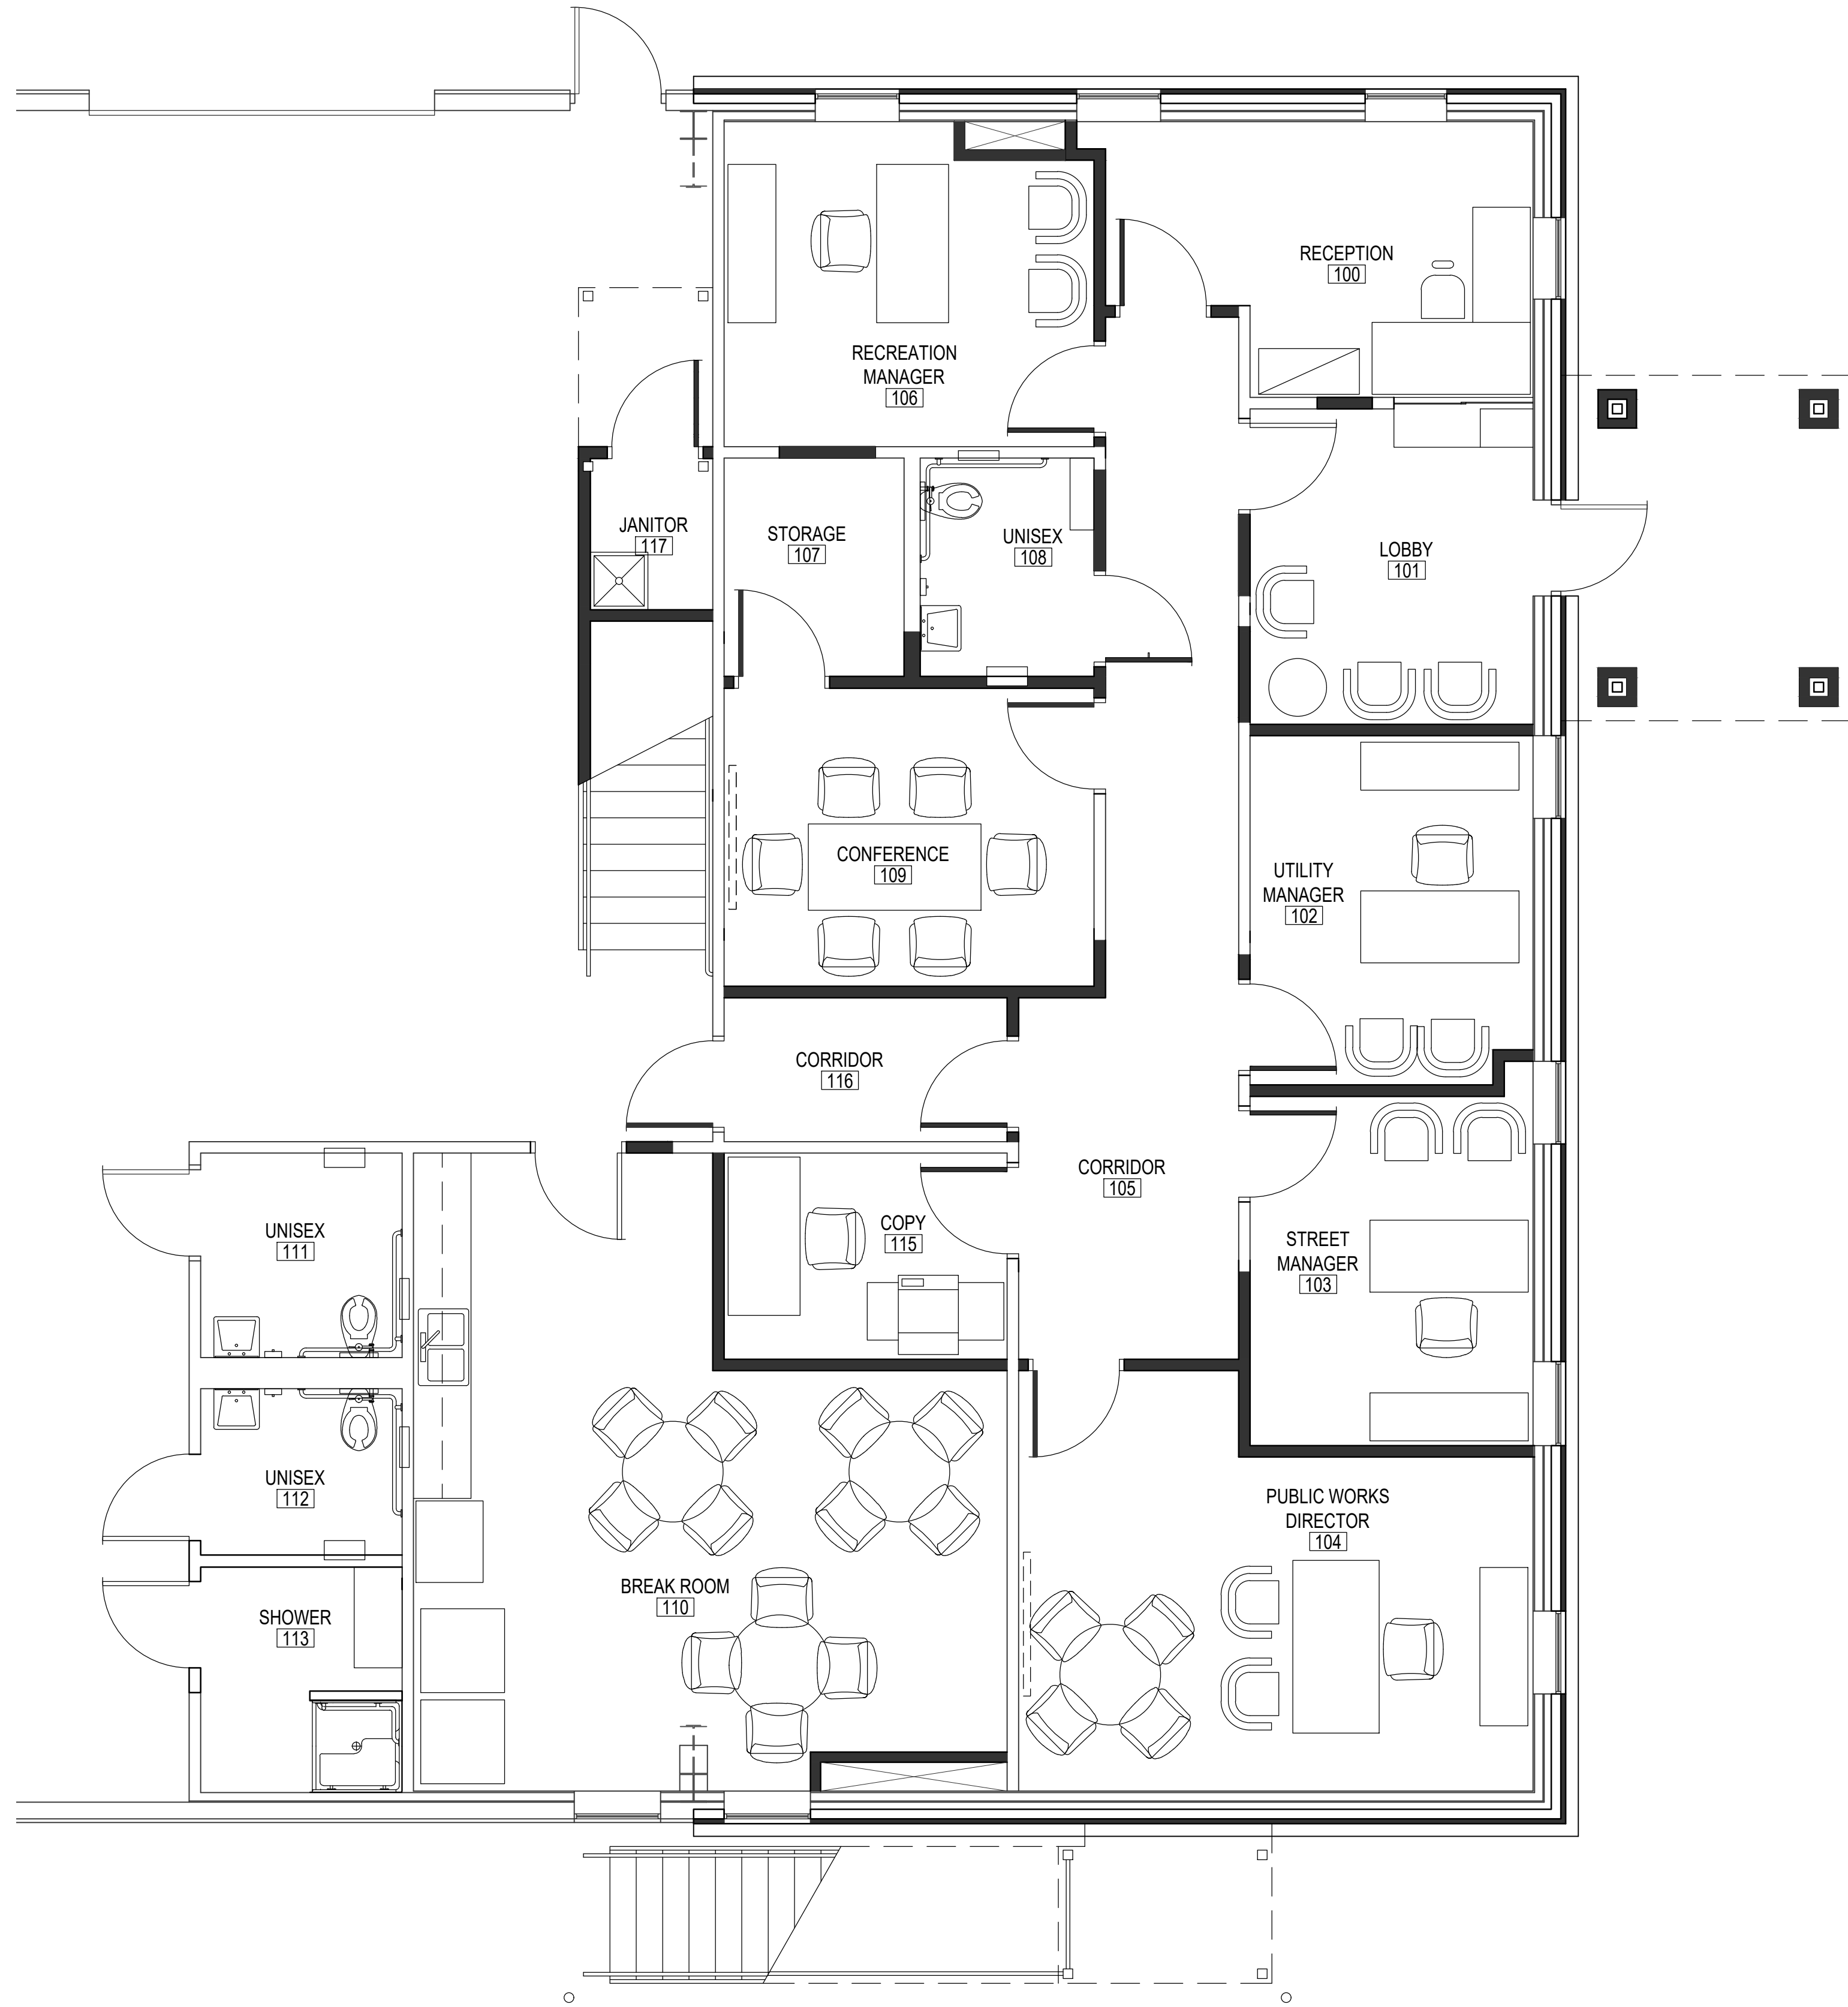 RECEPTION
100
RECREATION
MANAGER
106
JANITOR
117
STORAGE
107
UNISEX
108
LOBBY
101
CONFERENCE
109
UTILITY
MANAGER
102
CORRIDOR
116
CORRIDOR
105
UNISEX
111
COPY
115
STREET
MANAGER
103
UNISEX
112
PUBLIC WORKS
DIRECTOR
104
BREAK ROOM
110
SHOWER
113